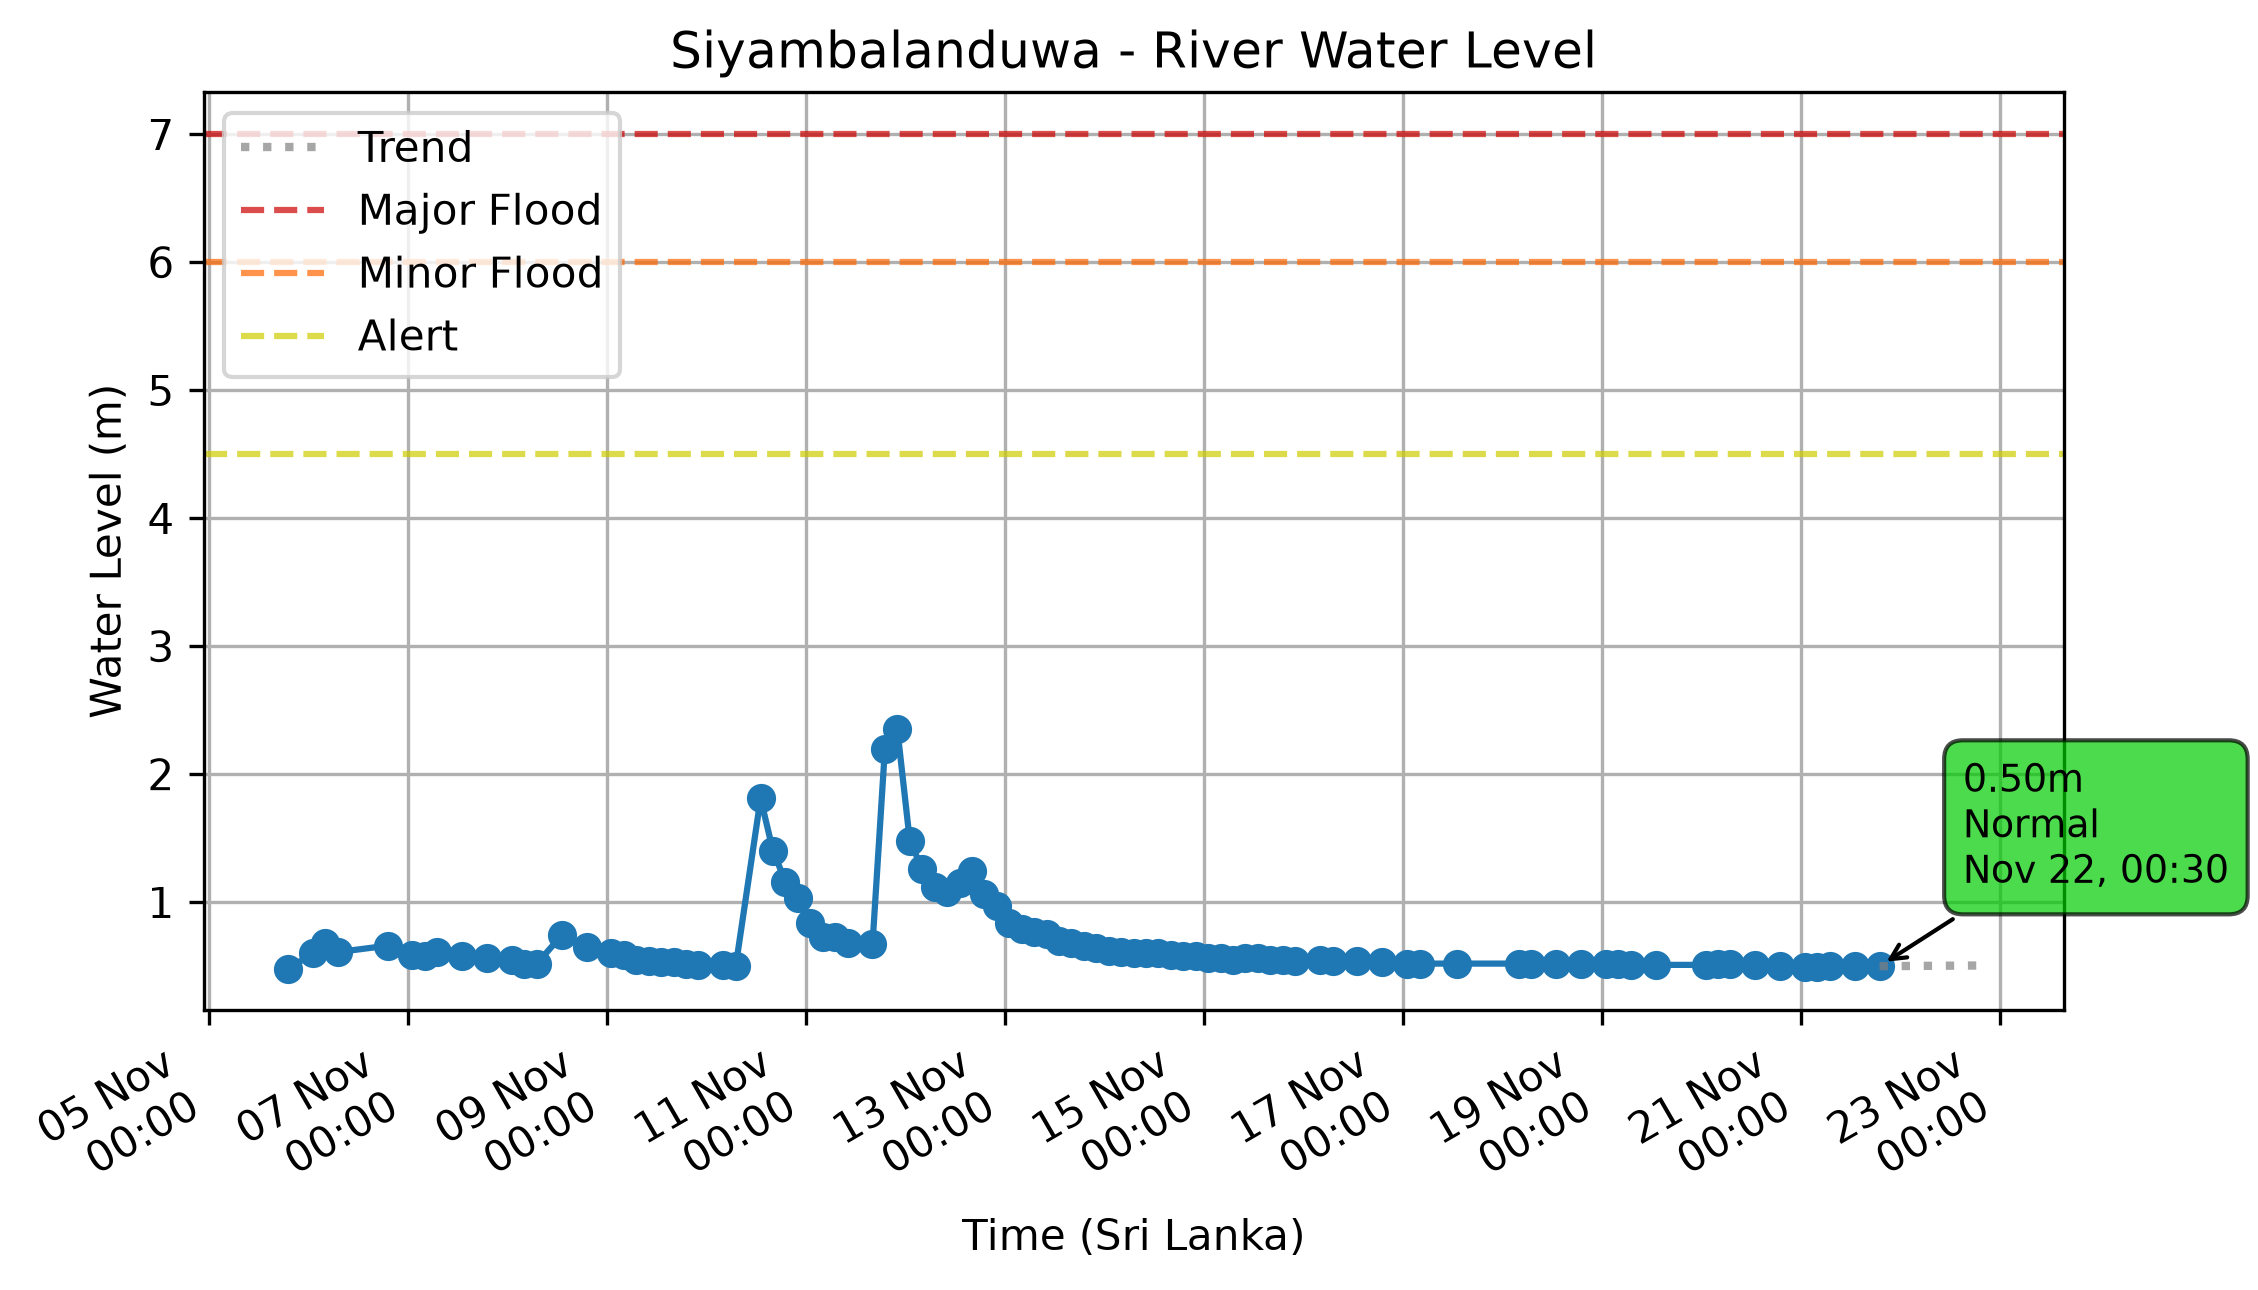 Siyambalanduwa - River Water Level
Trend
Major Flood
Minor Flood
Alert
Water Level (m)
7
6
5
4
3
2
1
0.50m
Normal
Nov 22, 00:30
05 Nov
00:00
07 Nov
00:00
09 Nov
00:00
11 Nov
00:00
13 Nov
00:00
15 Nov
00:00
17 Nov
00:00
19 Nov
00:00
21 Nov
00:00
23 Nov
00:00
Time (Sri Lanka)